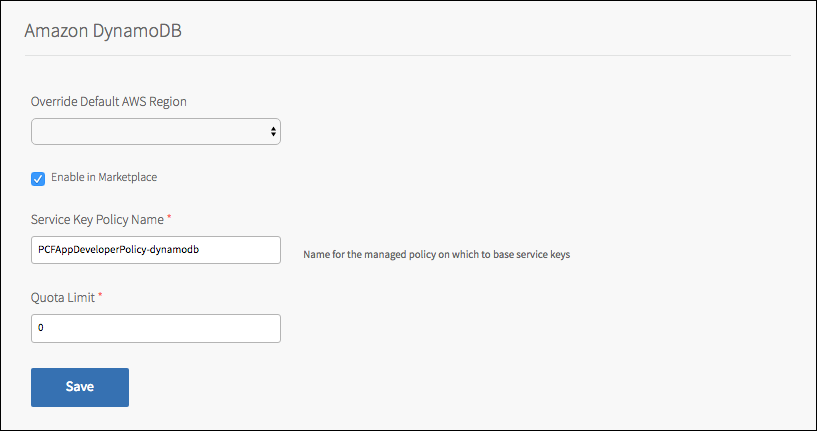 Amazon DynamoDB
Override Default AWS Region
Enable in Marketplace
Service Key Policy Name *
PCFAppDeveloperPolicy-dynamodb
Name for the managed policy on which to base service keys
Quota Limit *
0
Save